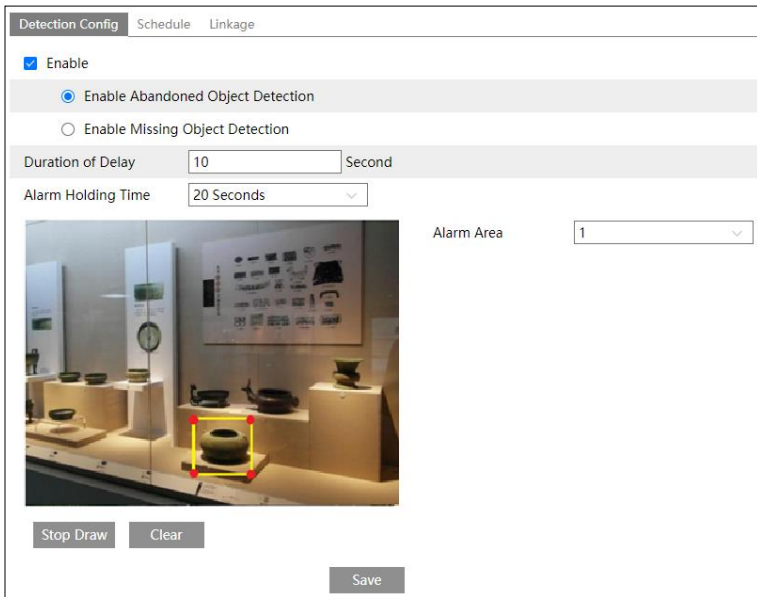 Detection Config Schedule Linkage
Enable
Enable Abandoned Object Detection
Enable Missing Object Detection
Duration of Delay 10 Second
Alarm Holding Time 20 Seconds
Alarm Area 1
Stop Draw Clear
Save